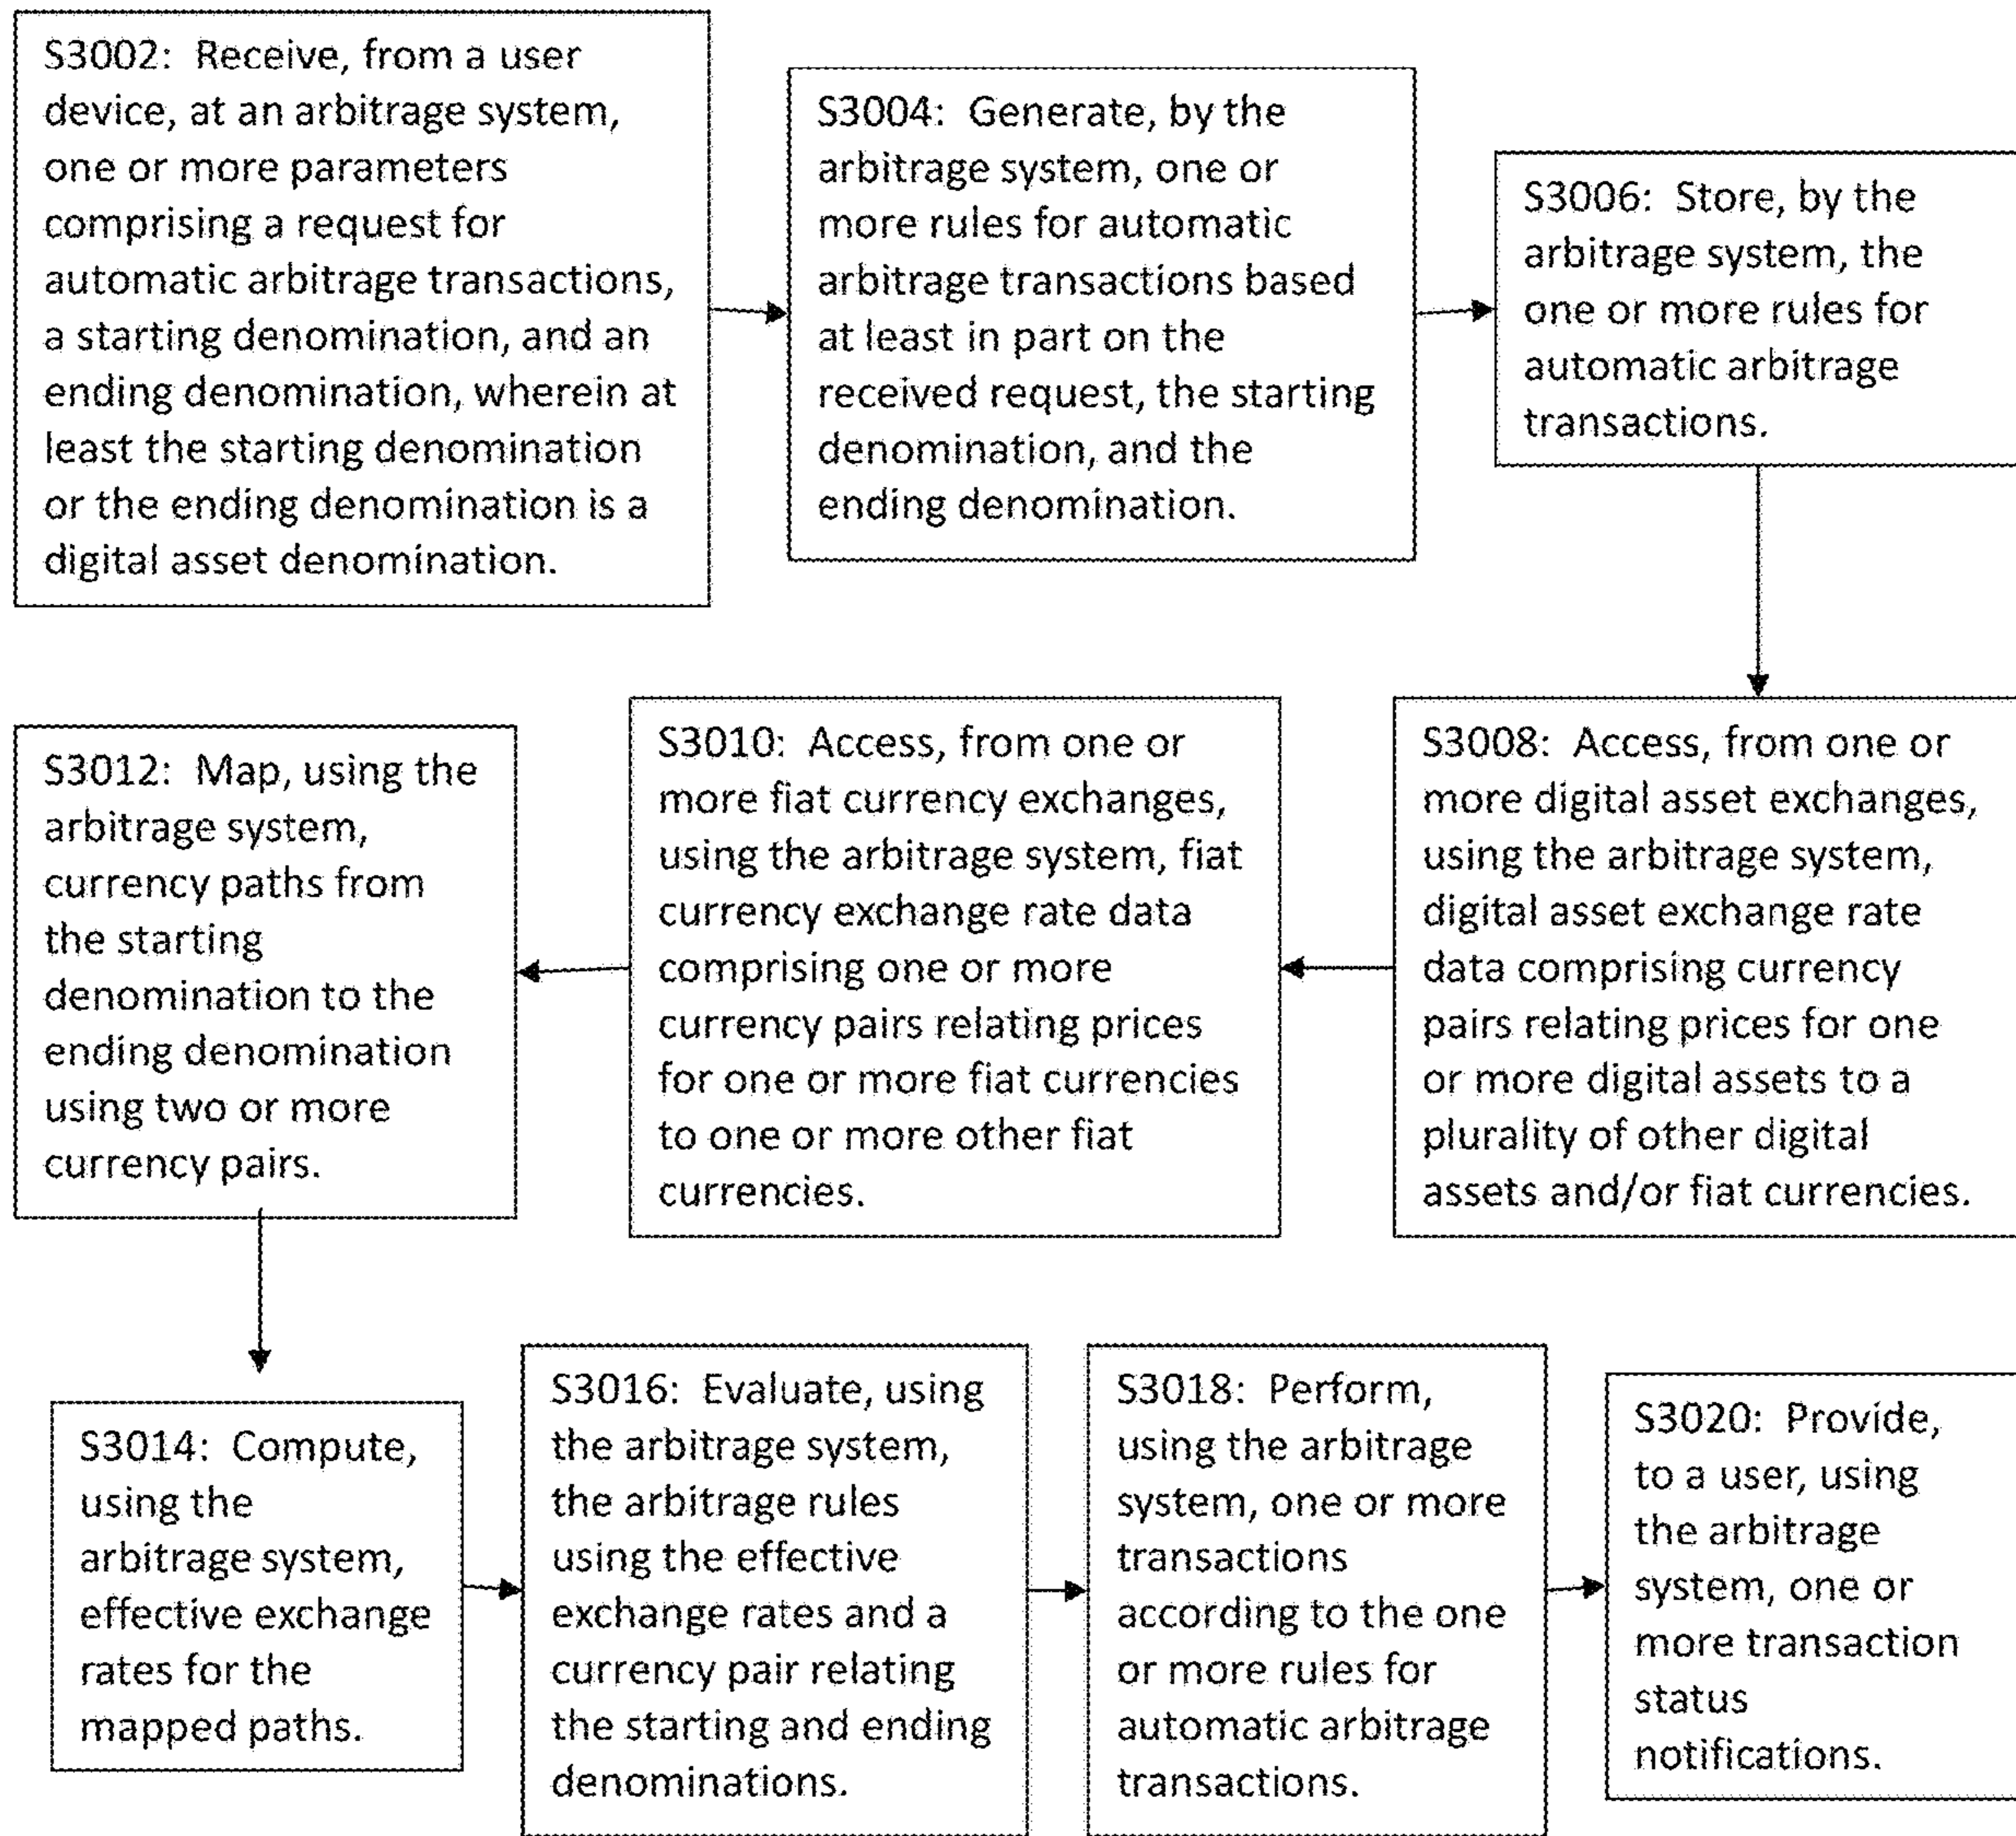 S3002: Receive, from a user
device, at an arbitrage system,
one or more parameters
comprising a request for
automatic arbitrage transactions,
a starting denomination, and an
ending denomination, wherein at
least the starting denomination
or the ending denomination is a
digital asset denomination.
S3004: Generate, by the
arbitrage system, one or
more rules for automatic
arbitrage transactions based
at least in part on the
received request, the starting
denomination, and the
ending denomination.
S3006: Store, by the
arbitrage system, the
one or more rules for
automatic arbitrage
transactions.
S3008: Access, from one or
more digital asset exchanges,
using the arbitrage system,
digital asset exchange rate
data comprising currency
pairs relating prices for one
or more digital assets to a
plurality of other digital
assets and/or fiat currencies.
S3010: Access, from one or
more fiat currency exchanges,
using the arbitrage system, fiat
currency exchange rate data
comprising one or more
currency pairs relating prices
for one or more fiat currencies
to one or more other fiat
currencies.
S3012: Map, using the
arbitrage system,
currency paths from
the starting
denomination to the
ending denomination
using two or more
currency pairs.
S3014: Compute,
using the
arbitrage system,
effective exchange
rates for the
mapped paths.
S3016: Evaluate, using
the arbitrage system,
the arbitrage rules
using the effective
exchange rates and a
currency pair relating
the starting and ending
denominations.
S3018: Perform,
using the arbitrage
system, one or more
transactions
according to the one
or more rules for
automatic arbitrage
transactions.
S3020: Provide,
to a user, using
the arbitrage
system, one or
more transaction
status
notifications.